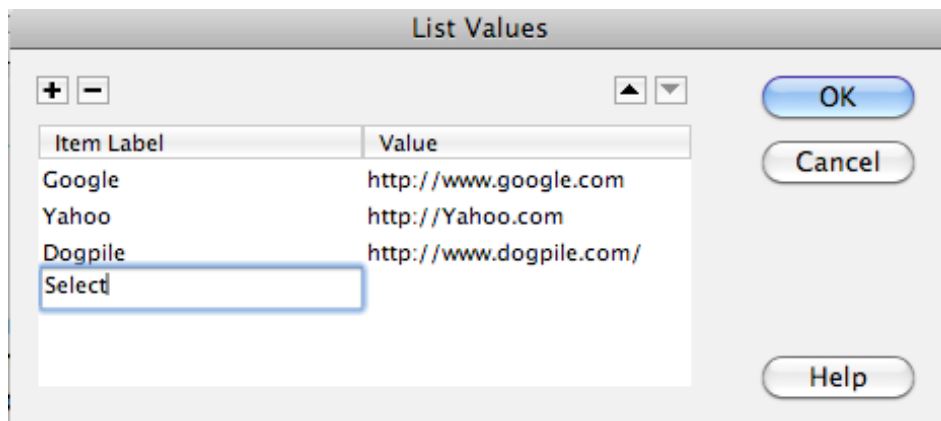 List Values
OK
Cancel
Item Label Value
Google http://www.google.com
Yahoo http://Yahoo.com
Dogpile http://www.dogpile.com/
Select
Help